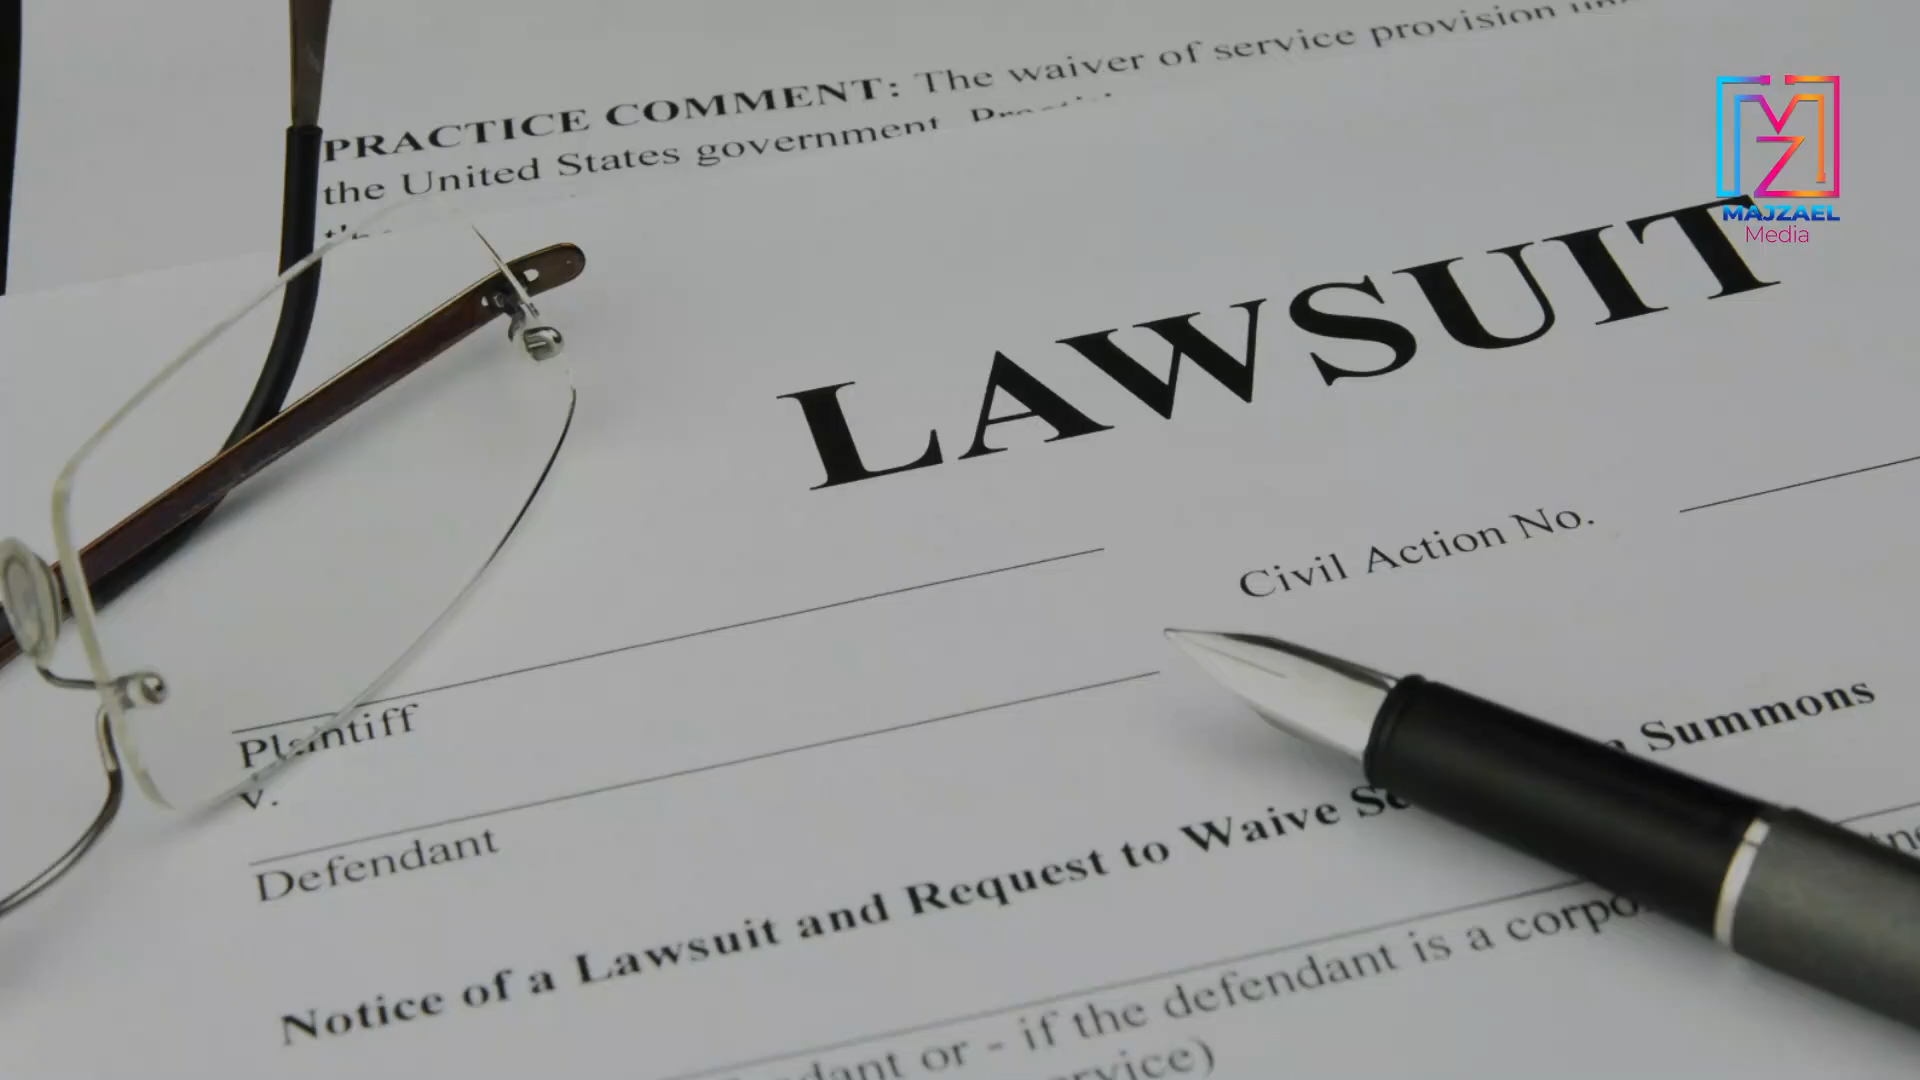 PRACTICE COMMENT: The waiver of service provision
the United States government.
MAJZAEL
Media
LAWSUIT
Civil Action No.
Plaintiff
v.
Defendant
Summons
Notice of a Lawsuit and Request to Waive
or - if the defendant is a